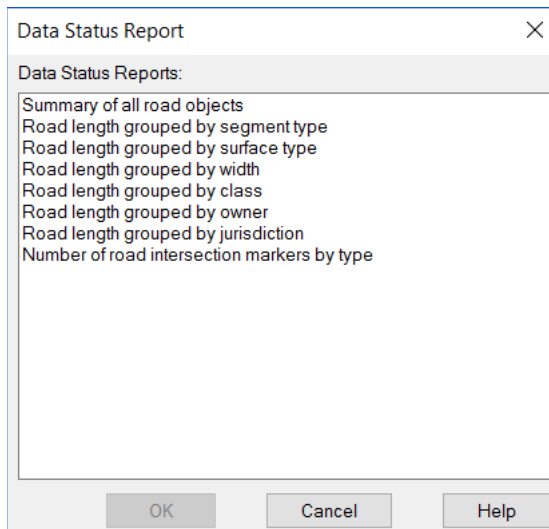 Data Status Report
Data Status Reports:
Summary of all road objects
Road length grouped by segment type
Road length grouped by surface type
Road length grouped by width
Road length grouped by class
Road length grouped by owner
Road length grouped by jurisdiction
Number of road intersection markers by type
OK
Cancel
Help